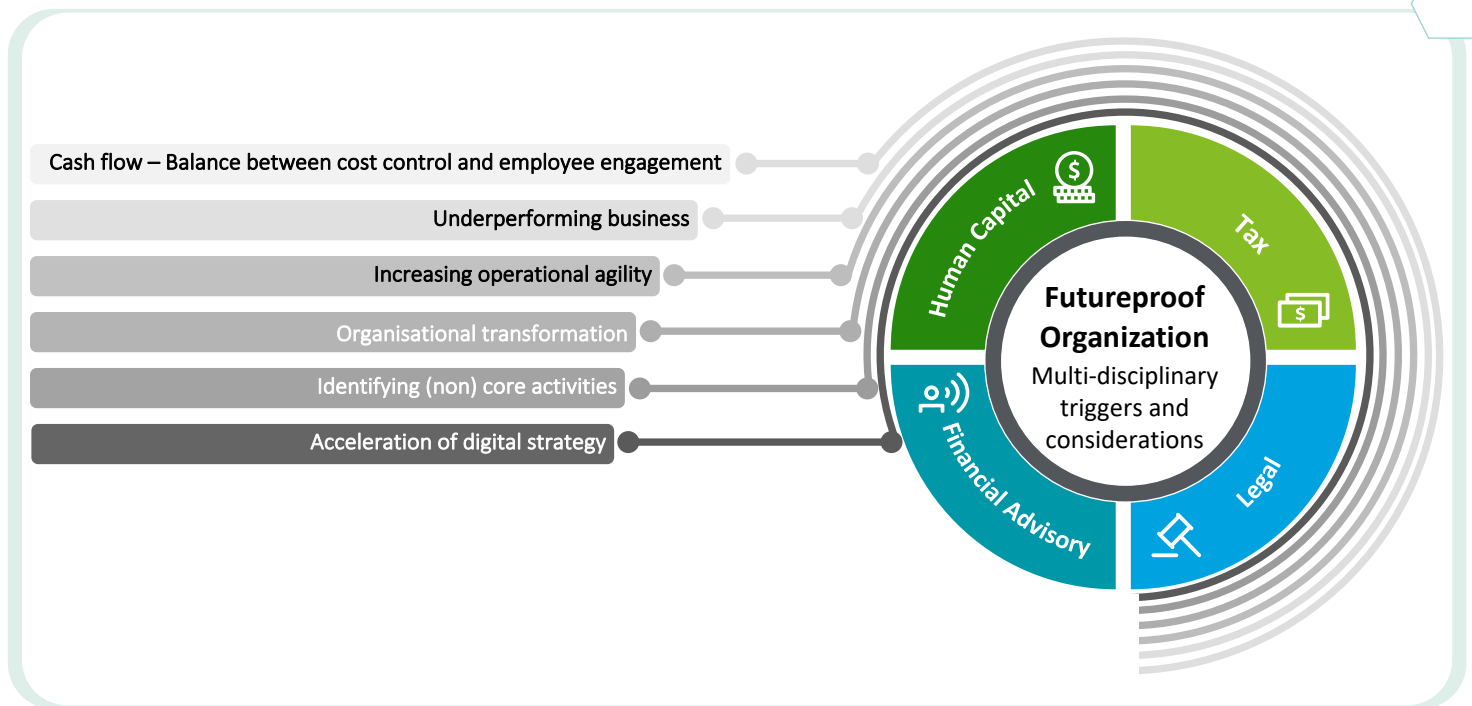 Cash flow – Balance between cost control and employee engagement
Underperforming business
Increasing operational agility
Organisational transformation
Identifying (non) core activities
Acceleration of digital strategy
Human Capital
$
Tax
$
Futureproof
Organization
Multi-disciplinary
triggers and
considerations
Financial Advisory
Legal